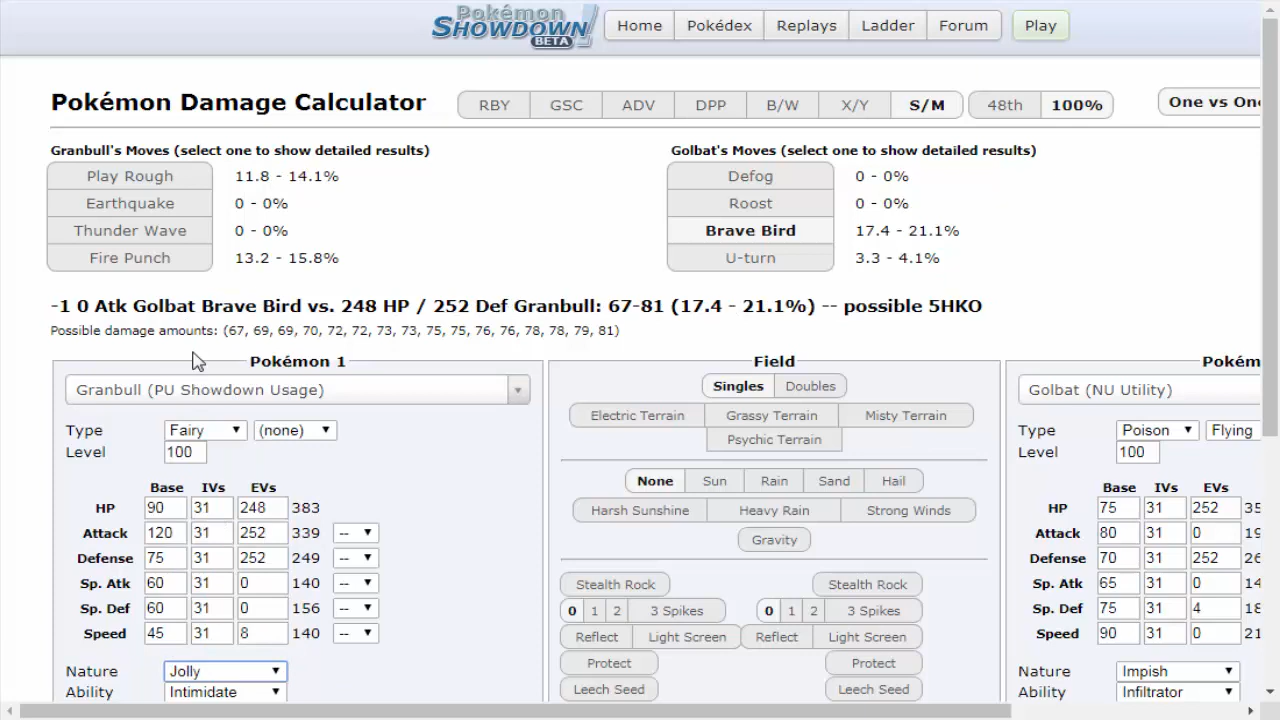 Pokémon
SHOWDOWN
BETA
Home Pokédex Replays Ladder Forum Play
Pokémon Damage Calculator RBY GSC ADV DPP B/W X/Y S/M 48th 100% One vs One
Granbull's Moves (select one to show detailed results) Golbat's Moves (select one to show detailed results)
Play Rough 11.8 - 14.1% Defog 0 - 0%
Earthquake 0 - 0% Roost 0 - 0%
Thunder Wave 0 - 0% Brave Bird 17.4 - 21.1%
Fire Punch 13.2 - 15.8% U-turn 3.3 - 4.1%
-1 0 Atk Golbat Brave Bird vs. 248 HP / 252 Def Granbull: 67-81 (17.4 - 21.1%) -- possible 5HKO
Possible damage amounts: (67, 69, 69, 70, 72, 72, 73, 73, 75, 75, 76, 76, 78, 78, 79, 81)
Pokémon 1 Field Pokém
Granbull (PU Showdown Usage) Singles Doubles Golbat (NU Utility)
Electric Terrain Grassy Terrain Misty Terrain
Type Fairy (none) Psychic Terrain Type Poison Flying
Level 100 Level 100
None Sun Rain Sand Hail
Base IVs EVs Base IVs EVs
HP 90 31 248 383 Harsh Sunshine Heavy Rain Strong Winds HP 75 31 252 35
Attack 120 31 252 339 -- Gravity Attack 80 31 0 19
Defense 75 31 252 249 -- Defense 70 31 252 26
Sp. Atk 60 31 0 140 -- Stealth Rock Stealth Rock Sp. Atk 65 31 0 14
Sp. Def 60 31 0 156 -- 0 1 2 3 Spikes 0 1 2 3 Spikes Sp. Def 75 31 4 18
Speed 45 31 8 140 -- Reflect Light Screen Reflect Light Screen Speed 90 31 0 21
Nature Jolly Protect Protect Nature Impish
Ability Intimidate Leech Seed Leech Seed Ability Infiltrator